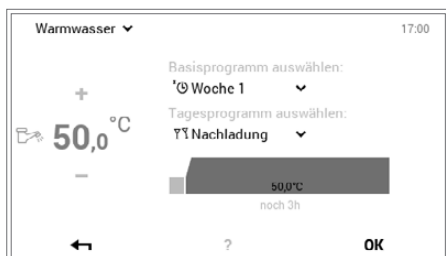 Warmwasser 17:00
Basisprogramm auswählen:
Woche 1
+
Tagesprogramm auswählen:
50,0 °C
Nachladung
−
50,0°C
noch 3h
? OK